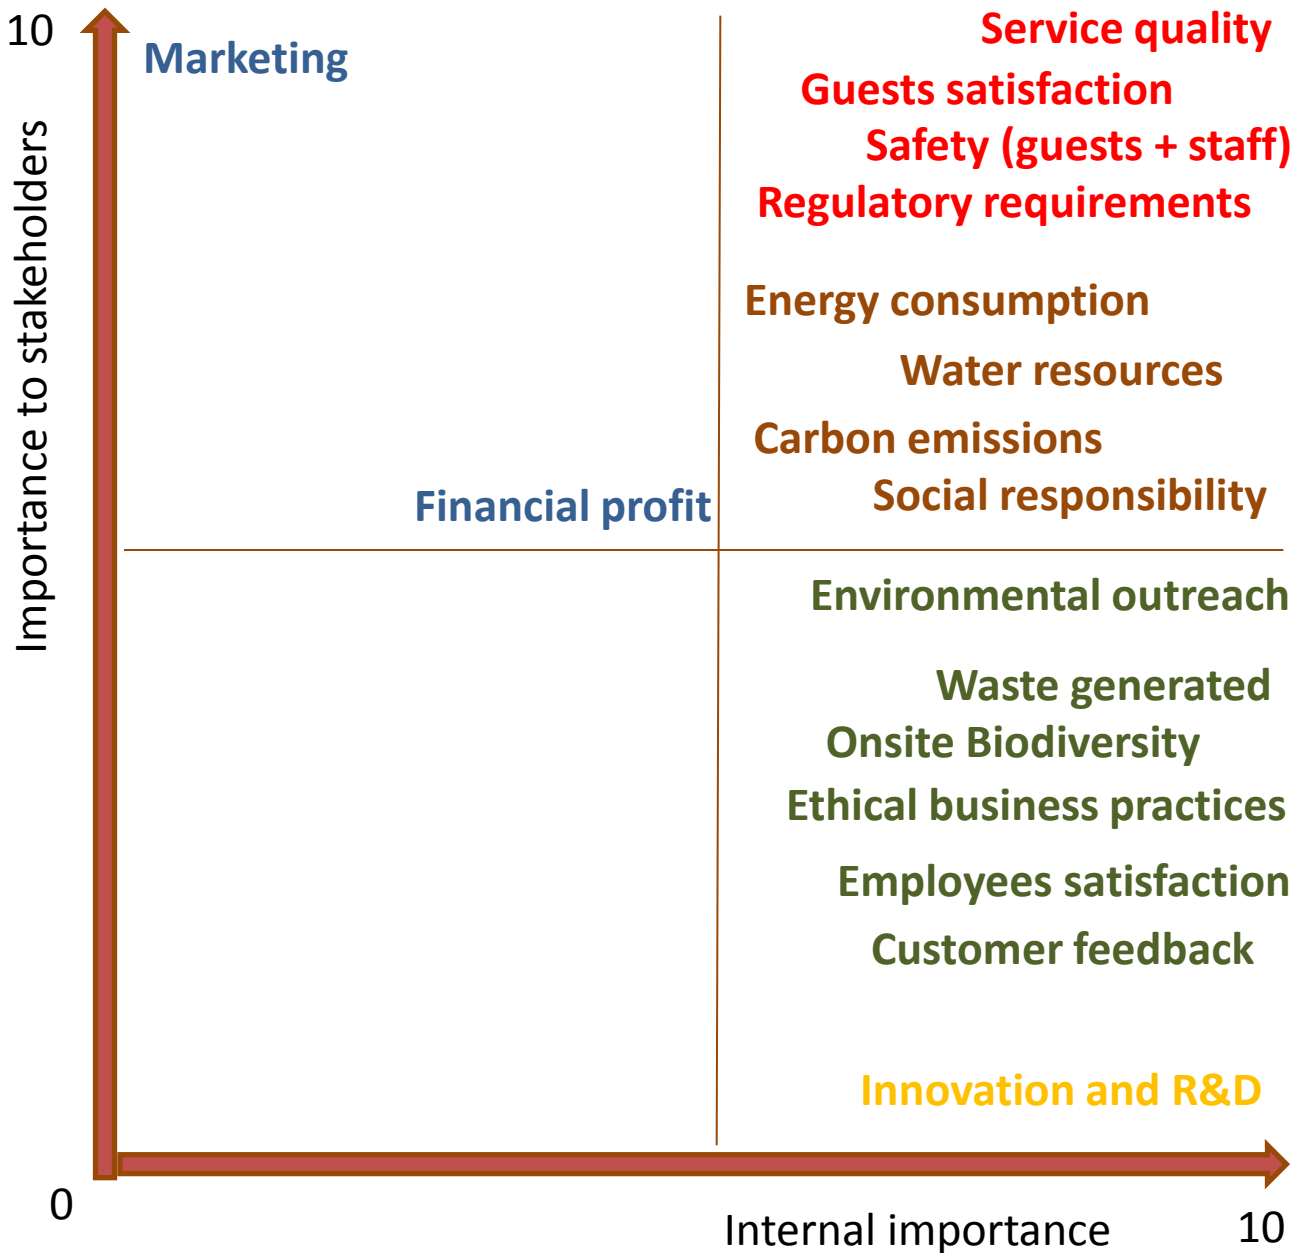 10
Marketing
Service quality
Guests satisfaction
Safety (guests + staff)
Regulatory requirements
Importance to stakeholders
Energy consumption
Water resources
Carbon emissions
Financial profit
Social responsibility
Environmental outreach
Waste generated
Onsite Biodiversity
Ethical business practices
Employees satisfaction
Customer feedback
Innovation and R&D
0
Internal importance
10